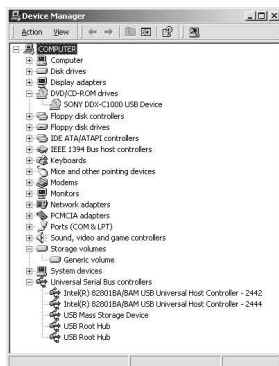 Device Manager
Action View
COMPUTER
Computer
Disk drives
Display adapters
DVD/CD-ROM drives
SONY DDX-C1000 USB Device
Floppy disk controllers
Floppy disk drives
IDE ATA/ATAPI controllers
IEEE 1394 Bus host controllers
Keyboards
Mice and other pointing devices
Modems
Monitors
Network adapters
PCMCIA adapters
Ports (COM & LPT)
Sound, video and game controllers
Storage volumes
Generic volume
System devices
Universal Serial Bus controllers
Intel(R) 82801BA/BAM USB Universal Host Controller - 2442
Intel(R) 82801BA/BAM USB Universal Host Controller - 2444
USB Mass Storage Device
USB Root Hub
USB Root Hub